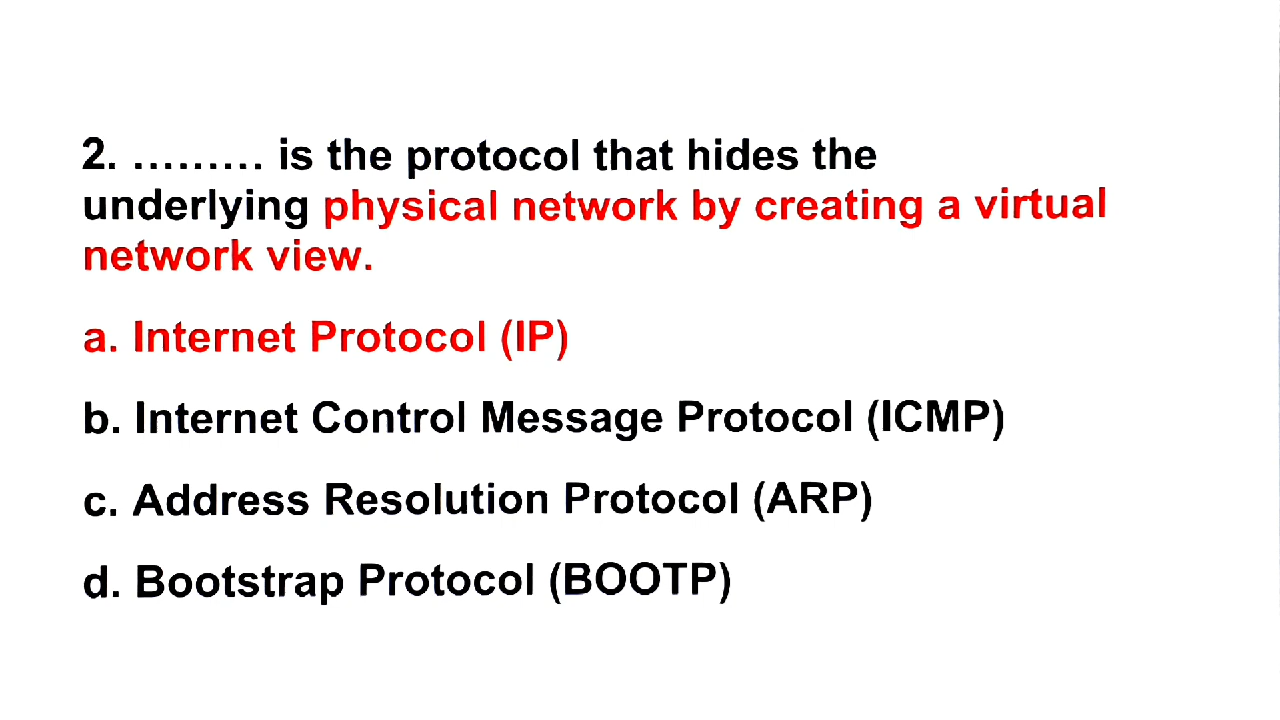 2. ......... is the protocol that hides the
underlying physical network by creating a virtual
network view.
a. Internet Protocol (IP)
b. Internet Control Message Protocol (ICMP)
c. Address Resolution Protocol (ARP)
d. Bootstrap Protocol (BOOTP)